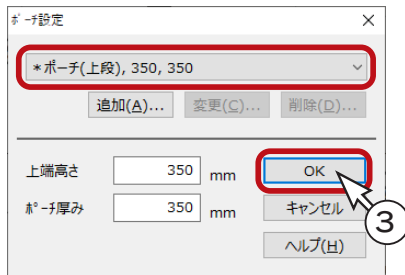 ﾎﾟｰﾁ設定
*ポーチ(上段), 350, 350
追加(A)... 変更(C)... 削除(D)...
上端高さ 350 mm OK
ﾎﾟｰﾁ厚み 350 mm キャンセル
3
ヘルプ(H)